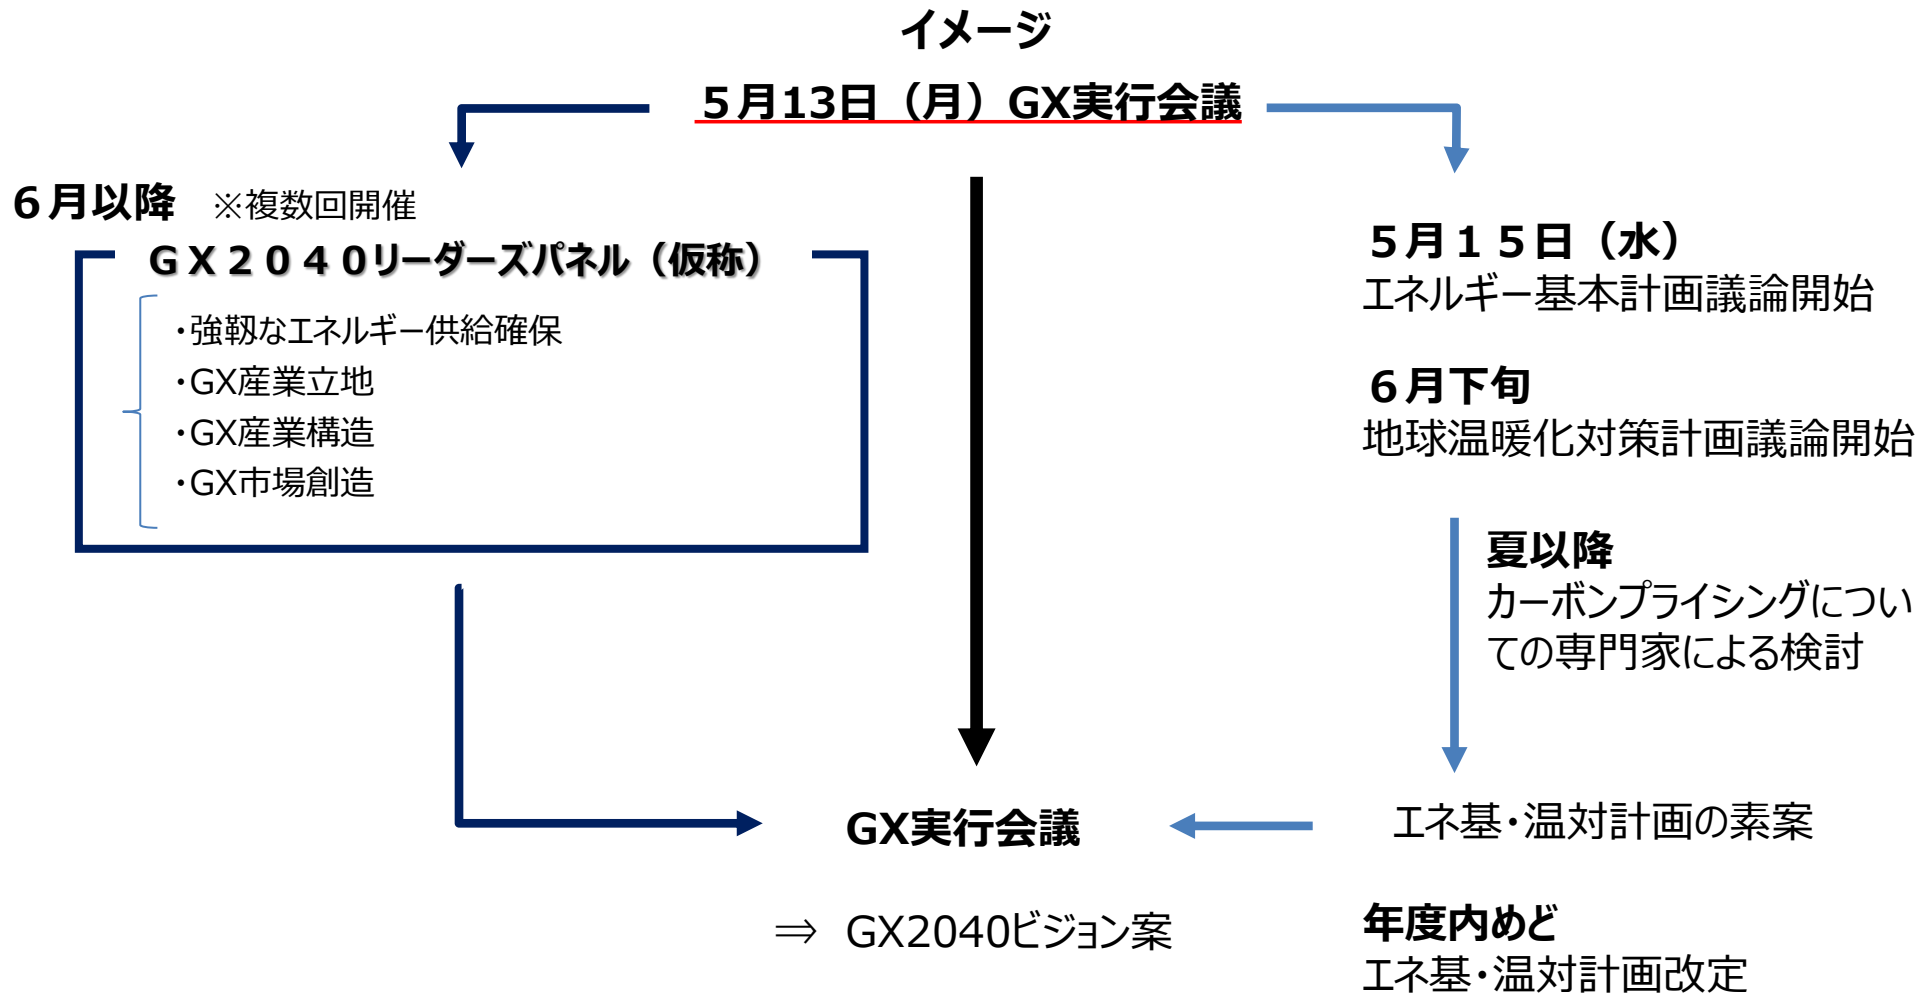 イメージ
５月13日（月）GX実行会議
６月以降　※複数回開催
ＧＸ２０４０リーダーズパネル（仮称）
・強靱なエネルギー供給確保
・GX産業立地
・GX産業構造
・GX市場創造
５月１５日（水）
エネルギー基本計画議論開始
６月下旬
地球温暖化対策計画議論開始
夏以降
カーボンプライシングについ
ての専門家による検討
GX実行会議
エネ基・温対計画の素案
⇒ GX2040ビジョン案
年度内めど
エネ基・温対計画改定